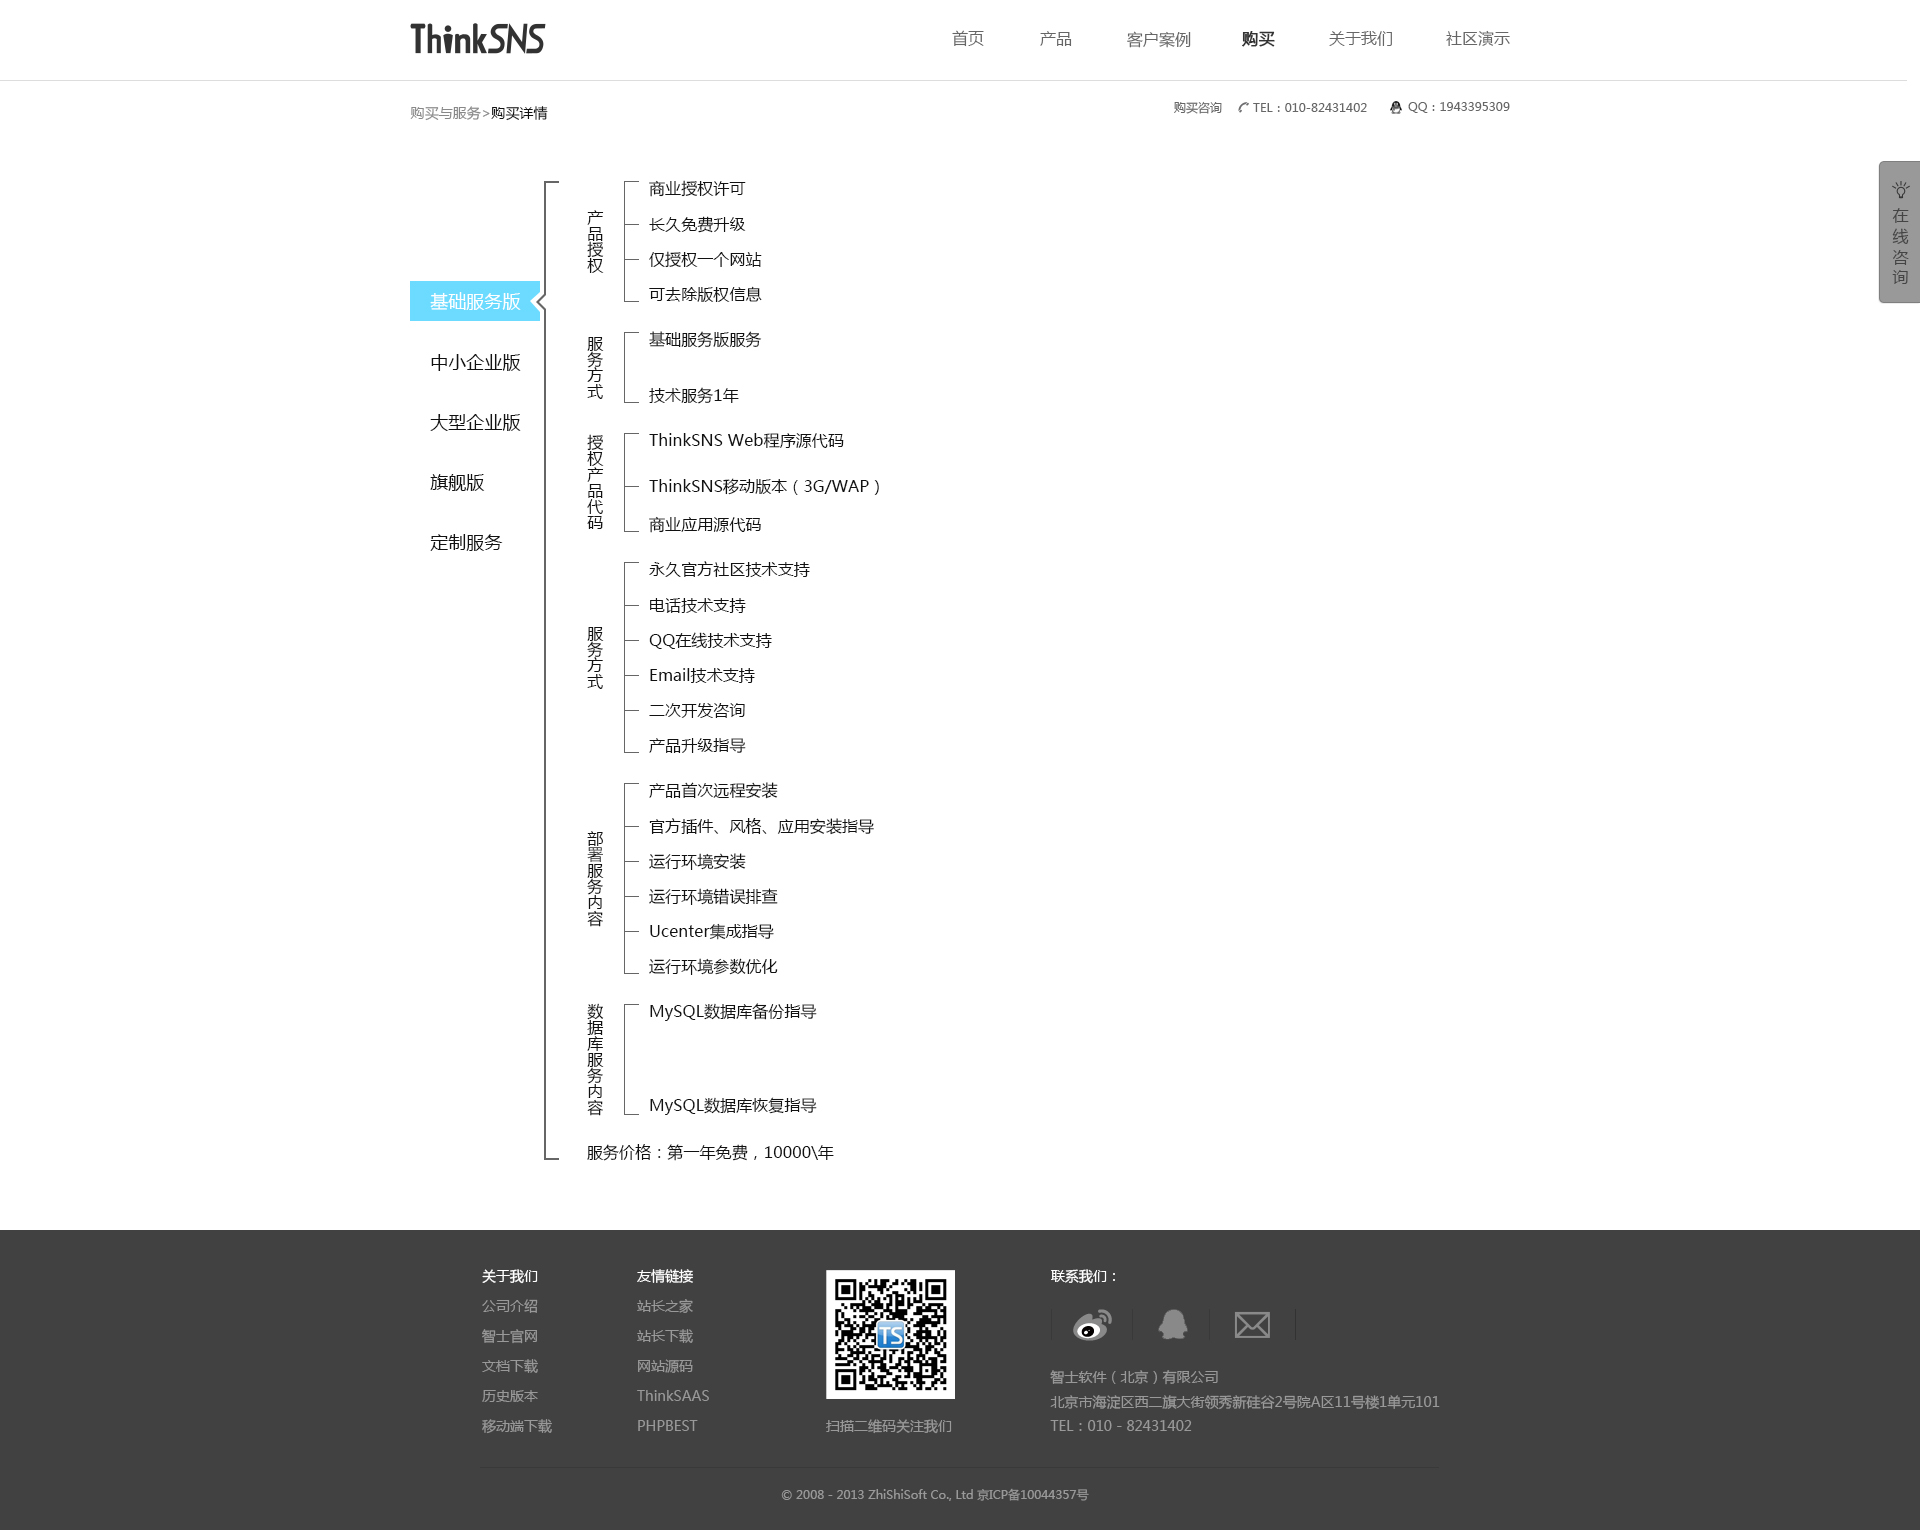 ThinkSNS
首页 产品 客户案例 购买 关于我们 社区演示
购买与服务>购买详情
购买咨询 TEL：010-82431402 QQ：1943395309
在线咨询
基础服务版
中小企业版
大型企业版
旗舰版
定制服务
产品授权
商业授权许可
长久免费升级
仅授权一个网站
可去除版权信息
服务方式
基础服务版服务
技术服务1年
授权产品代码
ThinkSNS Web程序源代码
ThinkSNS移动版本（3G/WAP）
商业应用源代码
服务方式
永久官方社区技术支持
电话技术支持
QQ在线技术支持
Email技术支持
二次开发咨询
产品升级指导
部署服务内容
产品首次远程安装
官方插件、风格、应用安装指导
运行环境安装
运行环境错误排查
Ucenter集成指导
运行环境参数优化
数据库服务内容
MySQL数据库备份指导
MySQL数据库恢复指导
服务价格：第一年免费，10000\年
关于我们
公司介绍
智士官网
文档下载
历史版本
移动端下载
友情链接
站长之家
站长下载
网站源码
ThinkSAAS
PHPBEST
TS
扫描二维码关注我们
联系我们：
智士软件（北京）有限公司
北京市海淀区西二旗大街领秀新硅谷2号院A区11号楼1单元101
TEL：010 - 82431402
© 2008 - 2013 ZhiShiSoft Co., Ltd 京ICP备10044357号